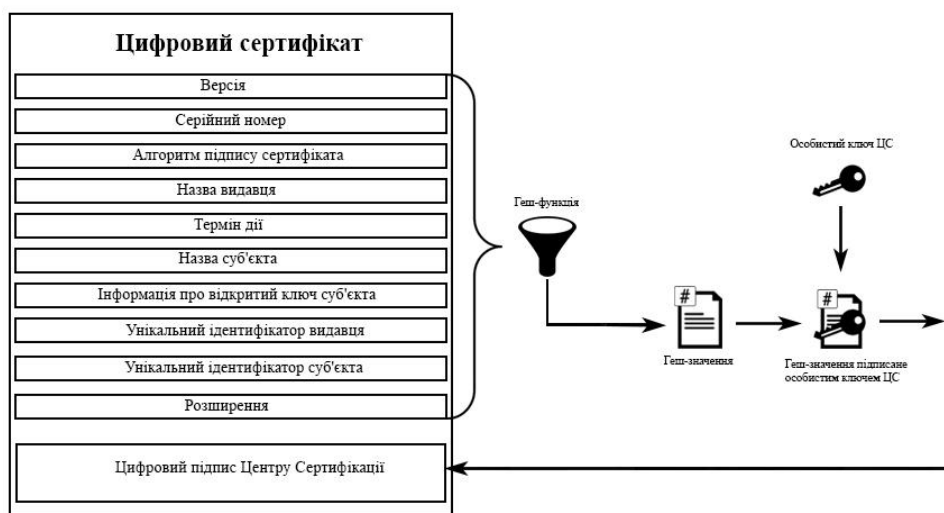 Цифровий сертифікат
Версія
Серійний номер
Алгоритм підпису сертифіката
Назва видавця
Термін дії
Назва суб'єкта
Інформація про відкритий ключ суб'єкта
Унікальний ідентифікатор видавця
Унікальний ідентифікатор суб'єкта
Розширення
Цифровий підпис Центру Сертифікації
Геш-функція
#
Геш-значення
Особистий ключ ЦС
#
Геш-значення підписане
особистим ключем ЦС